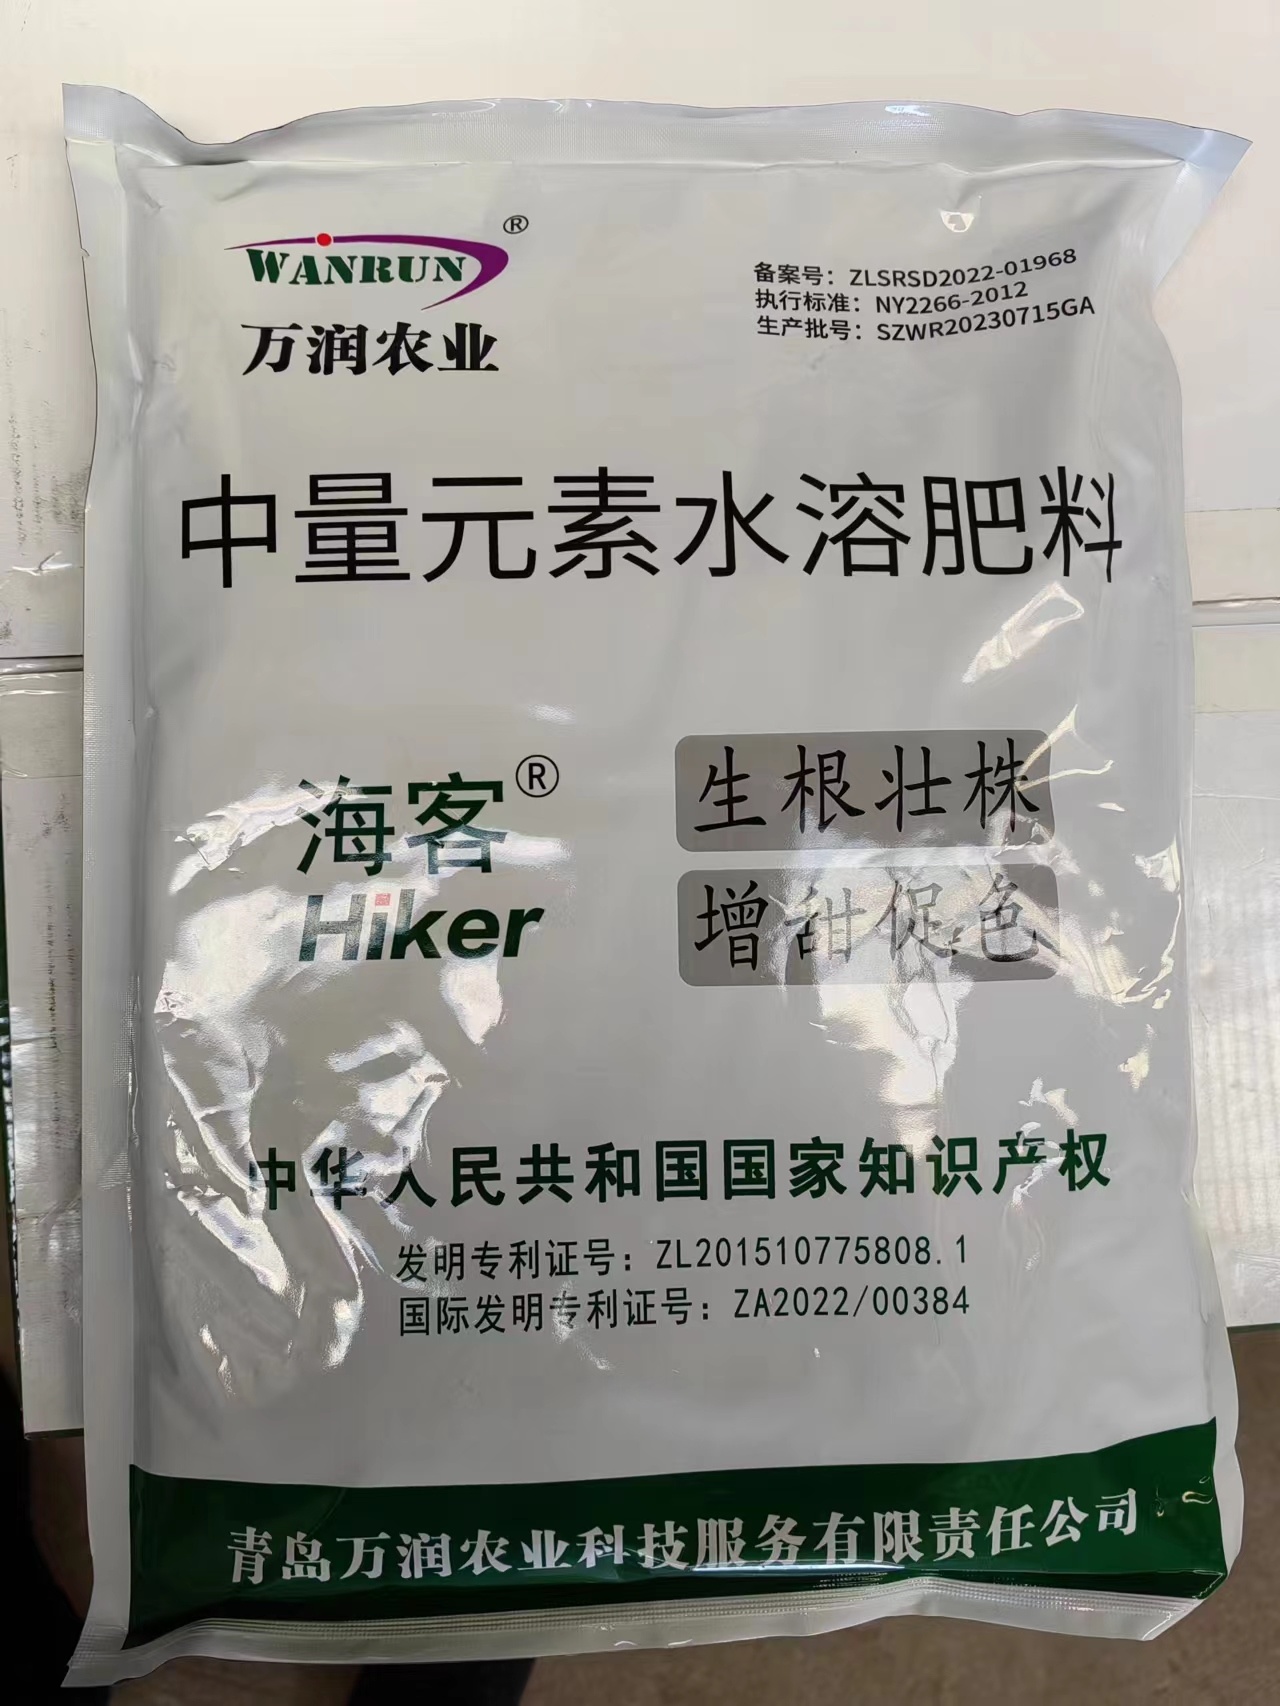 WANRUN®
万润农业
备案号：ZLSRSD2022-01968
执行标准：NY2266-2012
生产批号：SZWR20230715GA
中量元素水溶肥料
海客®
Hiker
生根壮株
增甜促色
中华人民共和国国家知识产权
发明专利证号：ZL201510775808.1
国际发明专利证号：ZA2022/00384
青岛万润农业科技服务有限责任公司